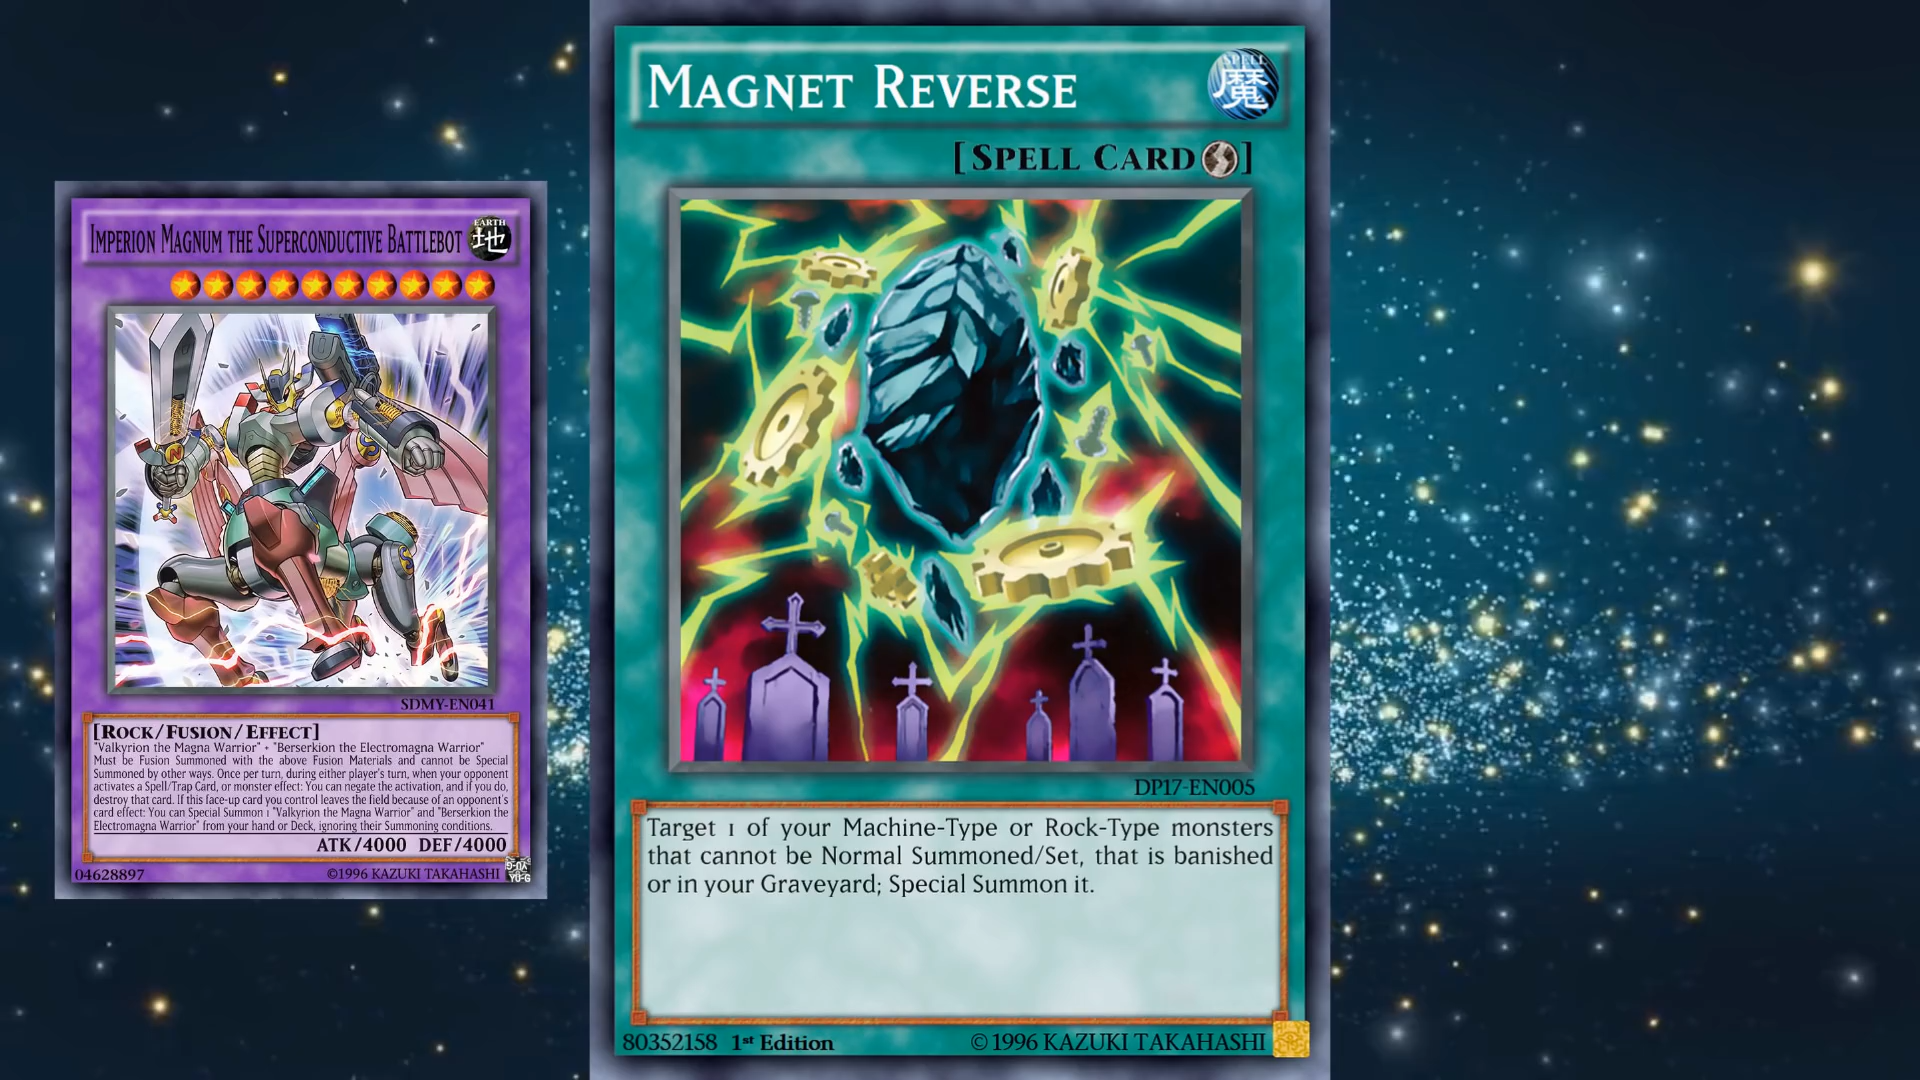 IMPERION MAGNUM THE SUPERCONDUCTIVE BATTLEBOT
EARTH
地
N
S
S
SDMY-EN041
[ROCK/FUSION/EFFECT]
"Valkyrion the Magna Warrior" + "Berserkion the Electromagna Warrior"
Must be Fusion Summoned with the above Fusion Materials and cannot be Special
Summoned by other ways. Once per turn, during either player's turn, when your opponent
activates a Spell/Trap Card, or monster effect: You can negate the activation, and if you do,
destroy that card. If this face-up card you control leaves the field because of an opponent's
card effect: You can Special Summon 1 "Valkyrion the Magna Warrior" and "Berserkion the
Electromagna Warrior" from your hand or Deck, ignoring their Summoning conditions.
ATK/4000 DEF/4000
04628897
©1996 KAZUKI TAKAHASHI
MAGNET REVERSE
SPELL
魔
[SPELL CARD]
DP17-EN005
Target 1 of your Machine-Type or Rock-Type monsters
that cannot be Normal Summoned/Set, that is banished
or in your Graveyard; Special Summon it.
80352158 1st Edition
©1996 KAZUKI TAKAHASHI